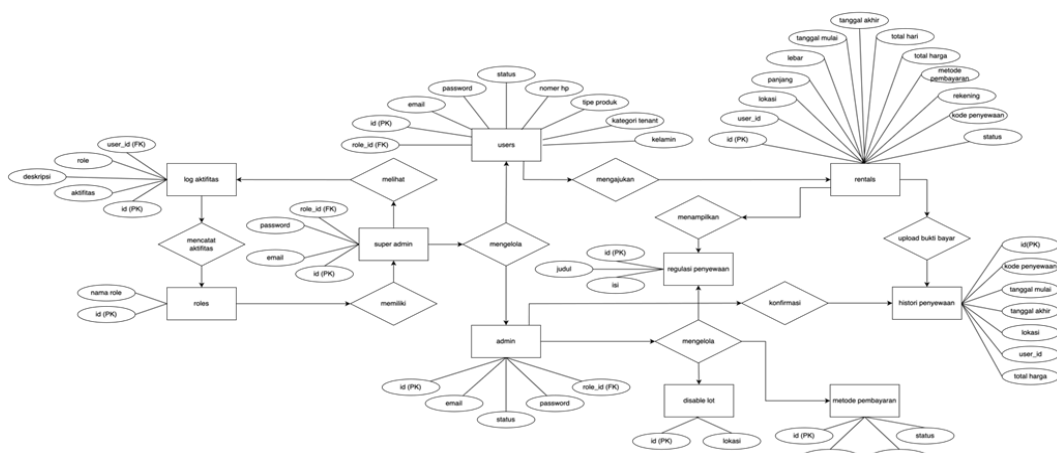 tanggal akhir
tanggal mulai
total hari
lebar
total harga
panjang
metode
pembayaran
lokasi
rekening
user_id
kode penyewaan
id (PK)
status
rentals
status
password
nomer hp
email
tipe produk
id (PK)
kategori tenant
role_id (FK)
kelamin
users
user_id (FK)
role
deskripsi
aktifitas
id (PK)
log aktifitas
melihat
mengajukan
menampilkan
upload bukti bayar
mencatat
aktifitas
role_id (FK)
password
email
id (PK)
super admin
mengelola
id (PK)
judul
isi
regulasi penyewaan
id(PK)
kode penyewaan
tanggal mulai
tanggal akhir
lokasi
user_id
total harga
histori penyewaan
nama role
id (PK)
roles
memiliki
konfirmasi
admin
mengelola
id (PK)
email
status
password
role_id (FK)
disable lot
id (PK)
lokasi
metode pembayaran
id (PK)
status